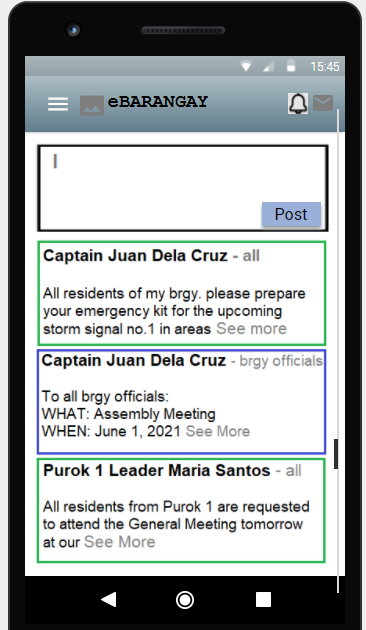 15:45
eBARANGAY
Post
Captain Juan Dela Cruz - all
All residents of my brgy. please prepare
your emergency kit for the upcoming
storm signal no.1 in areas See more
Captain Juan Dela Cruz - brgy officials
To all brgy officials:
WHAT: Assembly Meeting
WHEN: June 1, 2021 See More
Purok 1 Leader Maria Santos - all
All residents from Purok 1 are requested
to attend the General Meeting tomorrow
at our See More